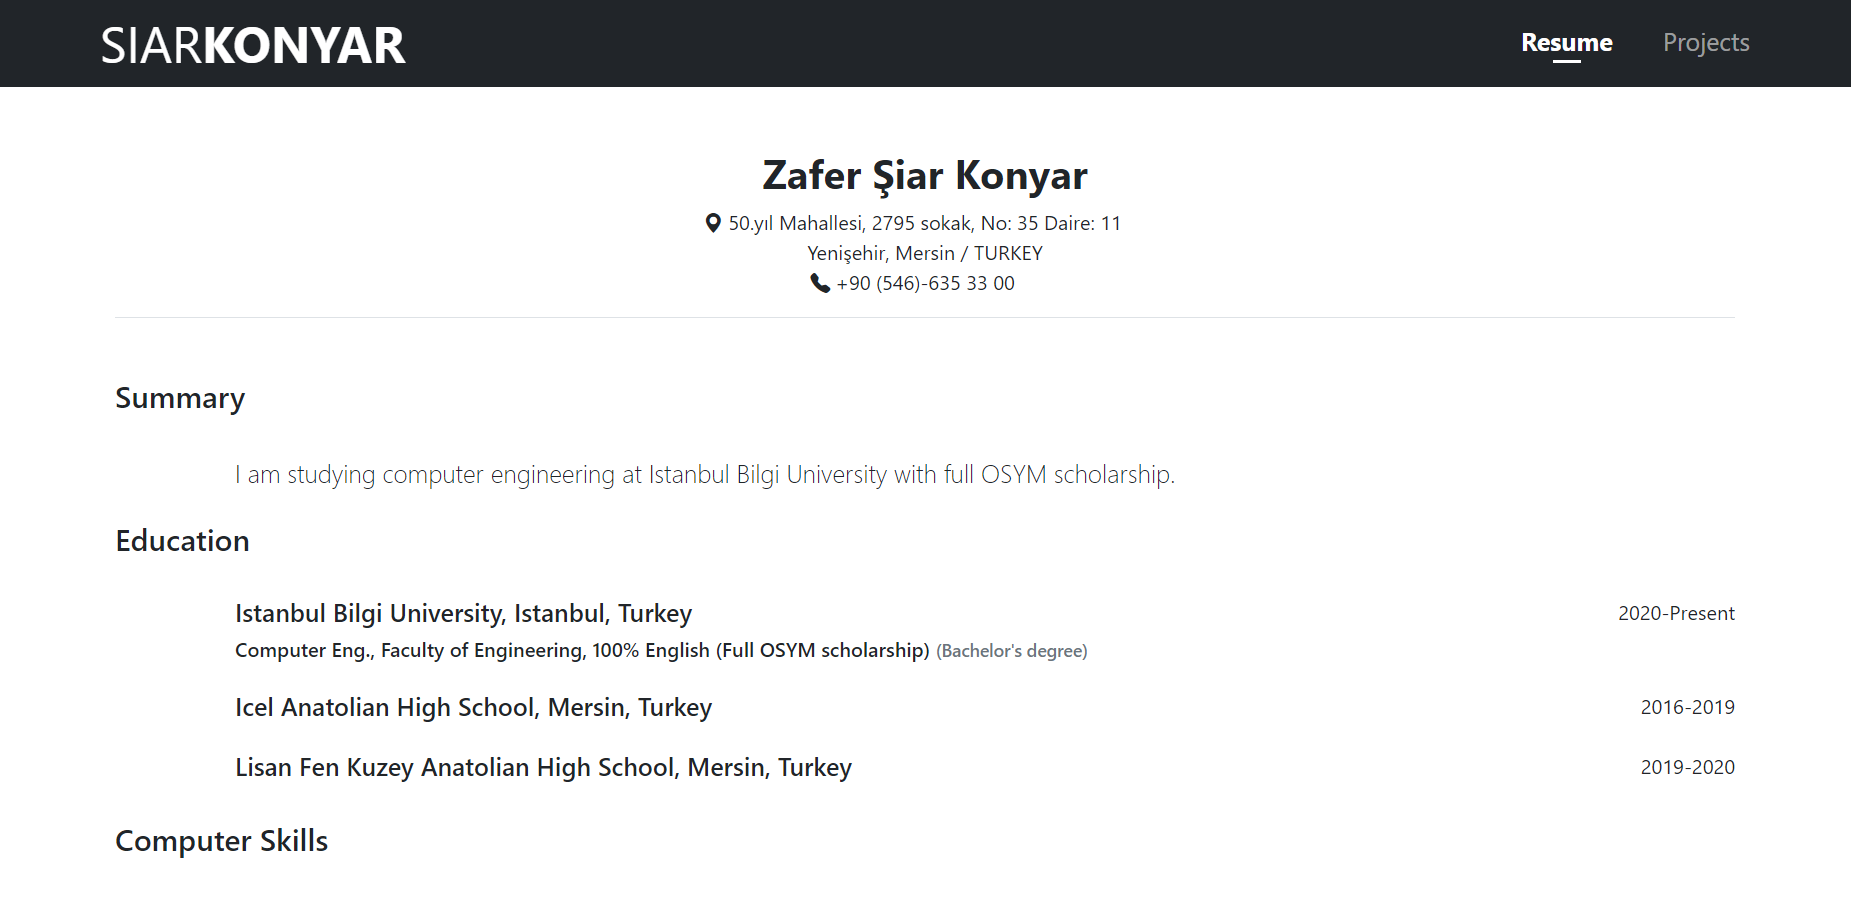 SIARKONYAR
Resume
Projects
Zafer Şiar Konyar
50.yıl Mahallesi, 2795 sokak, No: 35 Daire: 11
Yenişehir, Mersin / TURKEY
+90 (546)-635 33 00
Summary
I am studying computer engineering at Istanbul Bilgi University with full OSYM scholarship.
Education
Istanbul Bilgi University, Istanbul, Turkey
2020-Present
Computer Eng., Faculty of Engineering, 100% English (Full OSYM scholarship) (Bachelor's degree)
Icel Anatolian High School, Mersin, Turkey
2016-2019
Lisan Fen Kuzey Anatolian High School, Mersin, Turkey
2019-2020
Computer Skills